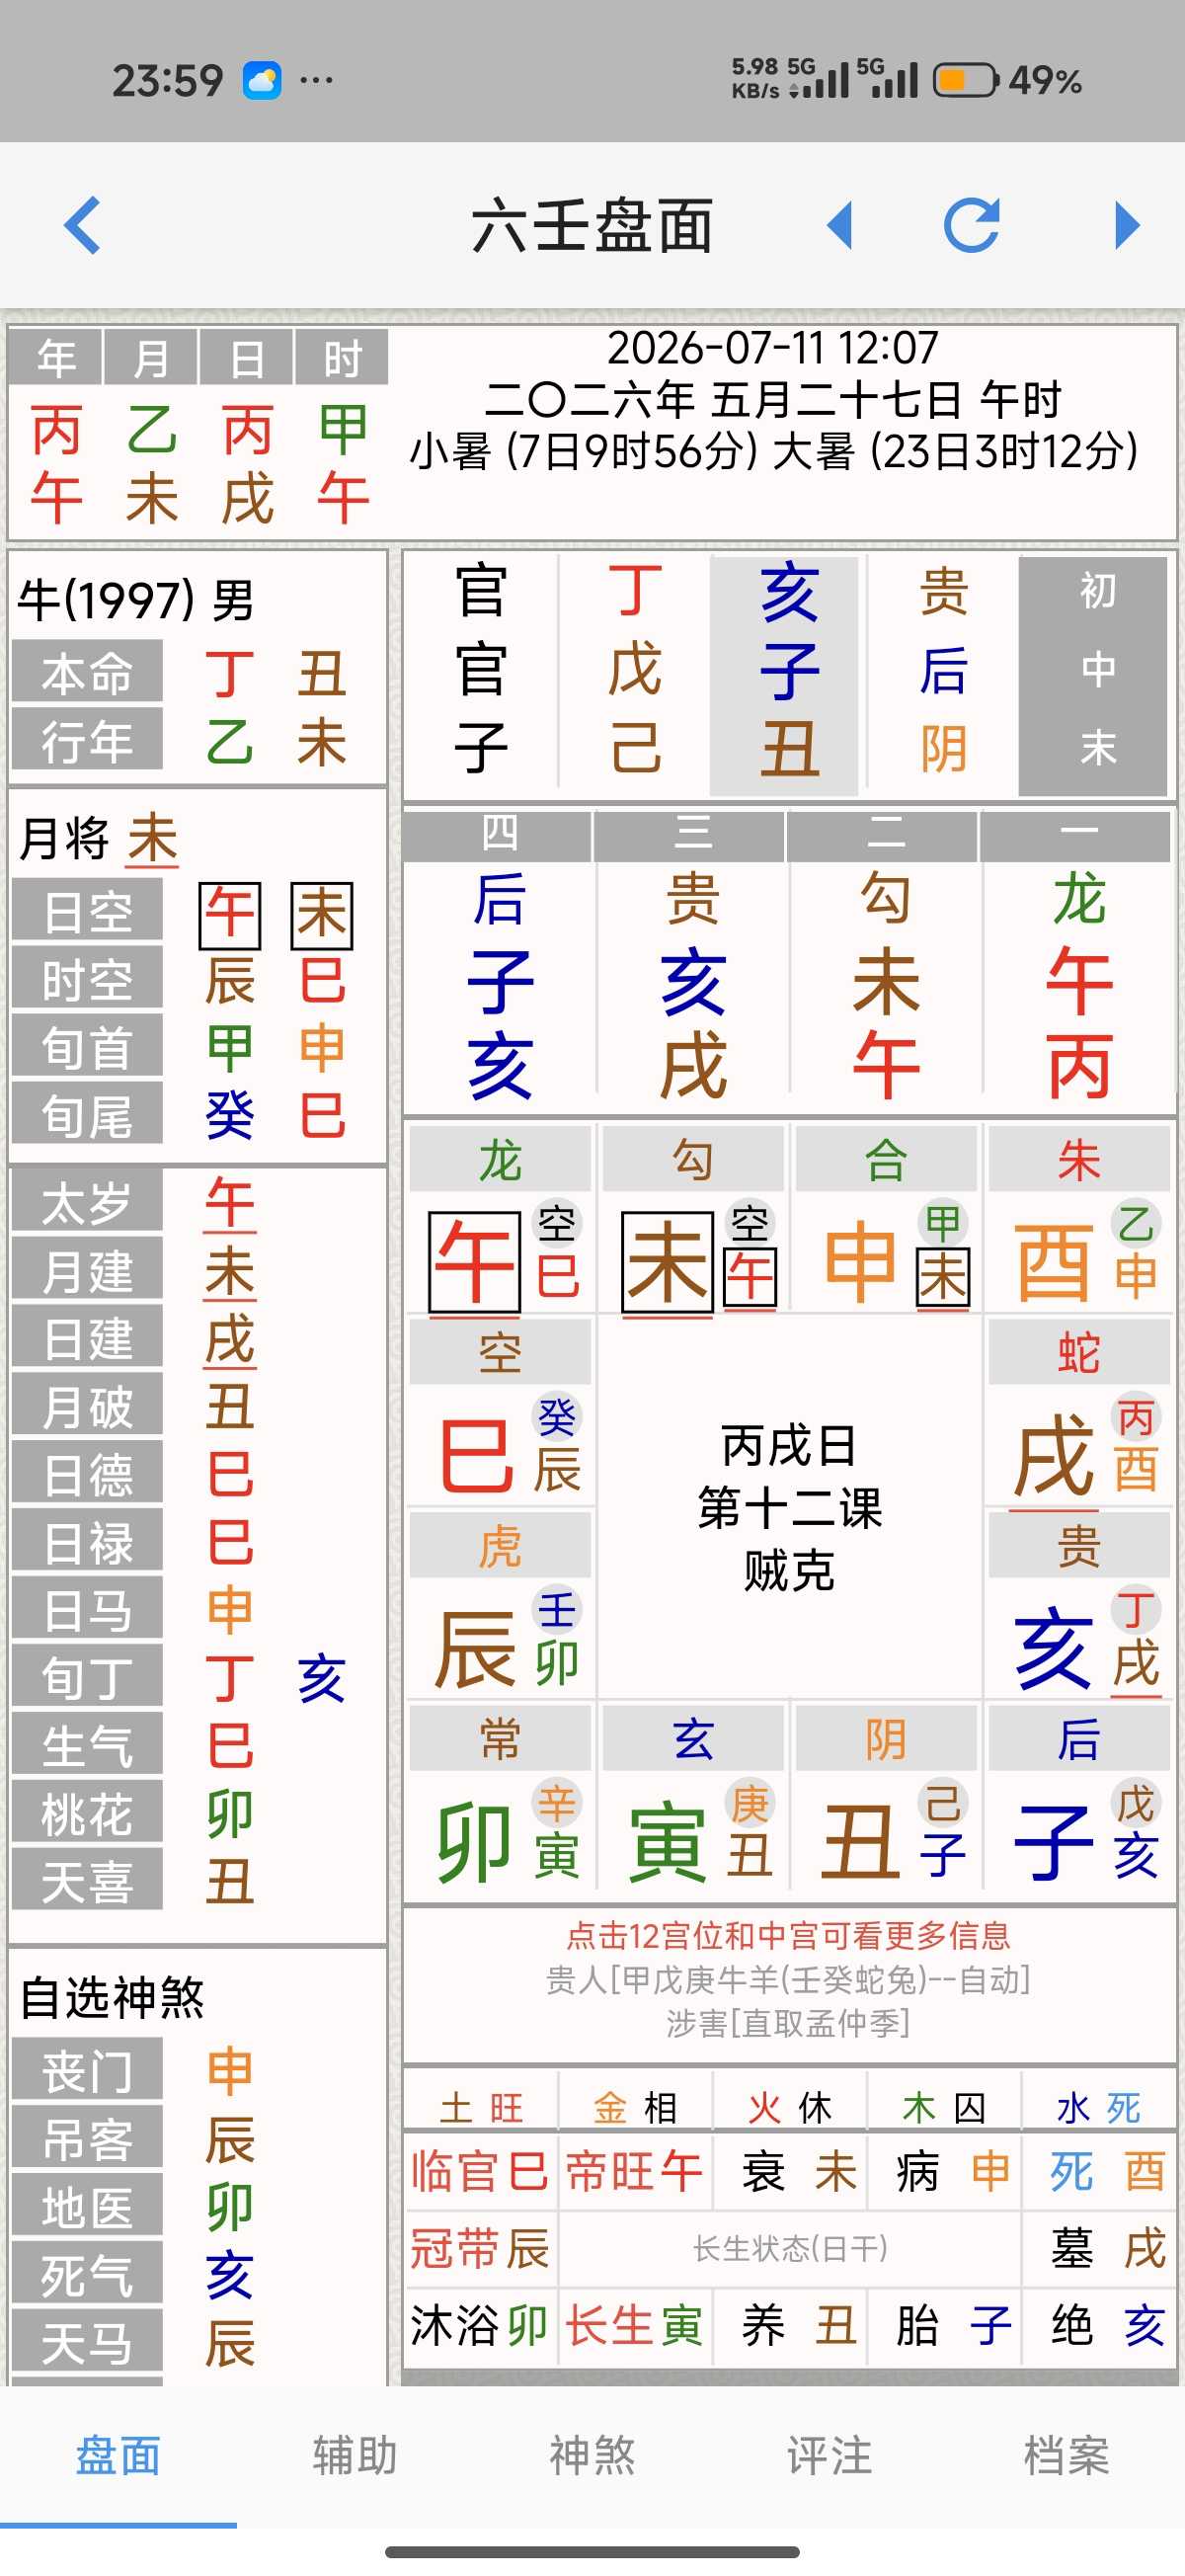 23:59 ··· 5.98 KB/s 5G 5G 49%
六壬盘面
年 月 日 时
丙 乙 丙 甲
午 未 戌 午
2026-07-11 12:07
二〇二六年 五月二十七日 午时
小暑 (7日9时56分) 大暑 (23日3时12分)
牛(1997) 男
本命 丁 丑
行年 乙 未
月将 未
日空 午 未
时空 辰 巳
旬首 甲 申
旬尾 癸 巳
太岁 午
月建 未
日建 戌
月破 丑
日德 巳
日禄 巳
日马 申
旬丁 丁 亥
生气 巳
桃花 卯
天喜 丑
自选神煞
丧门 申
吊客 辰
地医 卯
死气 亥
天马 辰
官 丁 亥 贵 初
官 戊 子 后 中
子 己 丑 阴 末
四 三 二 一
后 贵 勾 龙
子 亥 未 午
亥 戌 午 丙
龙 勾 合 朱
午 空 巳 未 空 午 申 甲 未 酉 乙 申
空 蛇
巳 癸 辰 戌 丙 酉
丙戌日
第十二课
贼克
虎 贵
辰 壬 卯 亥 丁 戌
常 玄 阴 后
卯 辛 寅 寅 庚 丑 丑 己 子 子 戊 亥
点击12宫位和中宫可看更多信息
贵人[甲戊庚牛羊(壬癸蛇兔)--自动]
涉害[直取孟仲季]
土 旺 金 相 火 休 木 囚 水 死
临官 巳 帝旺 午 衰 未 病 申 死 酉
冠带 辰 长生状态(日干) 墓 戌
沐浴 卯 长生 寅 养 丑 胎 子 绝 亥
盘面 辅助 神煞 评注 档案